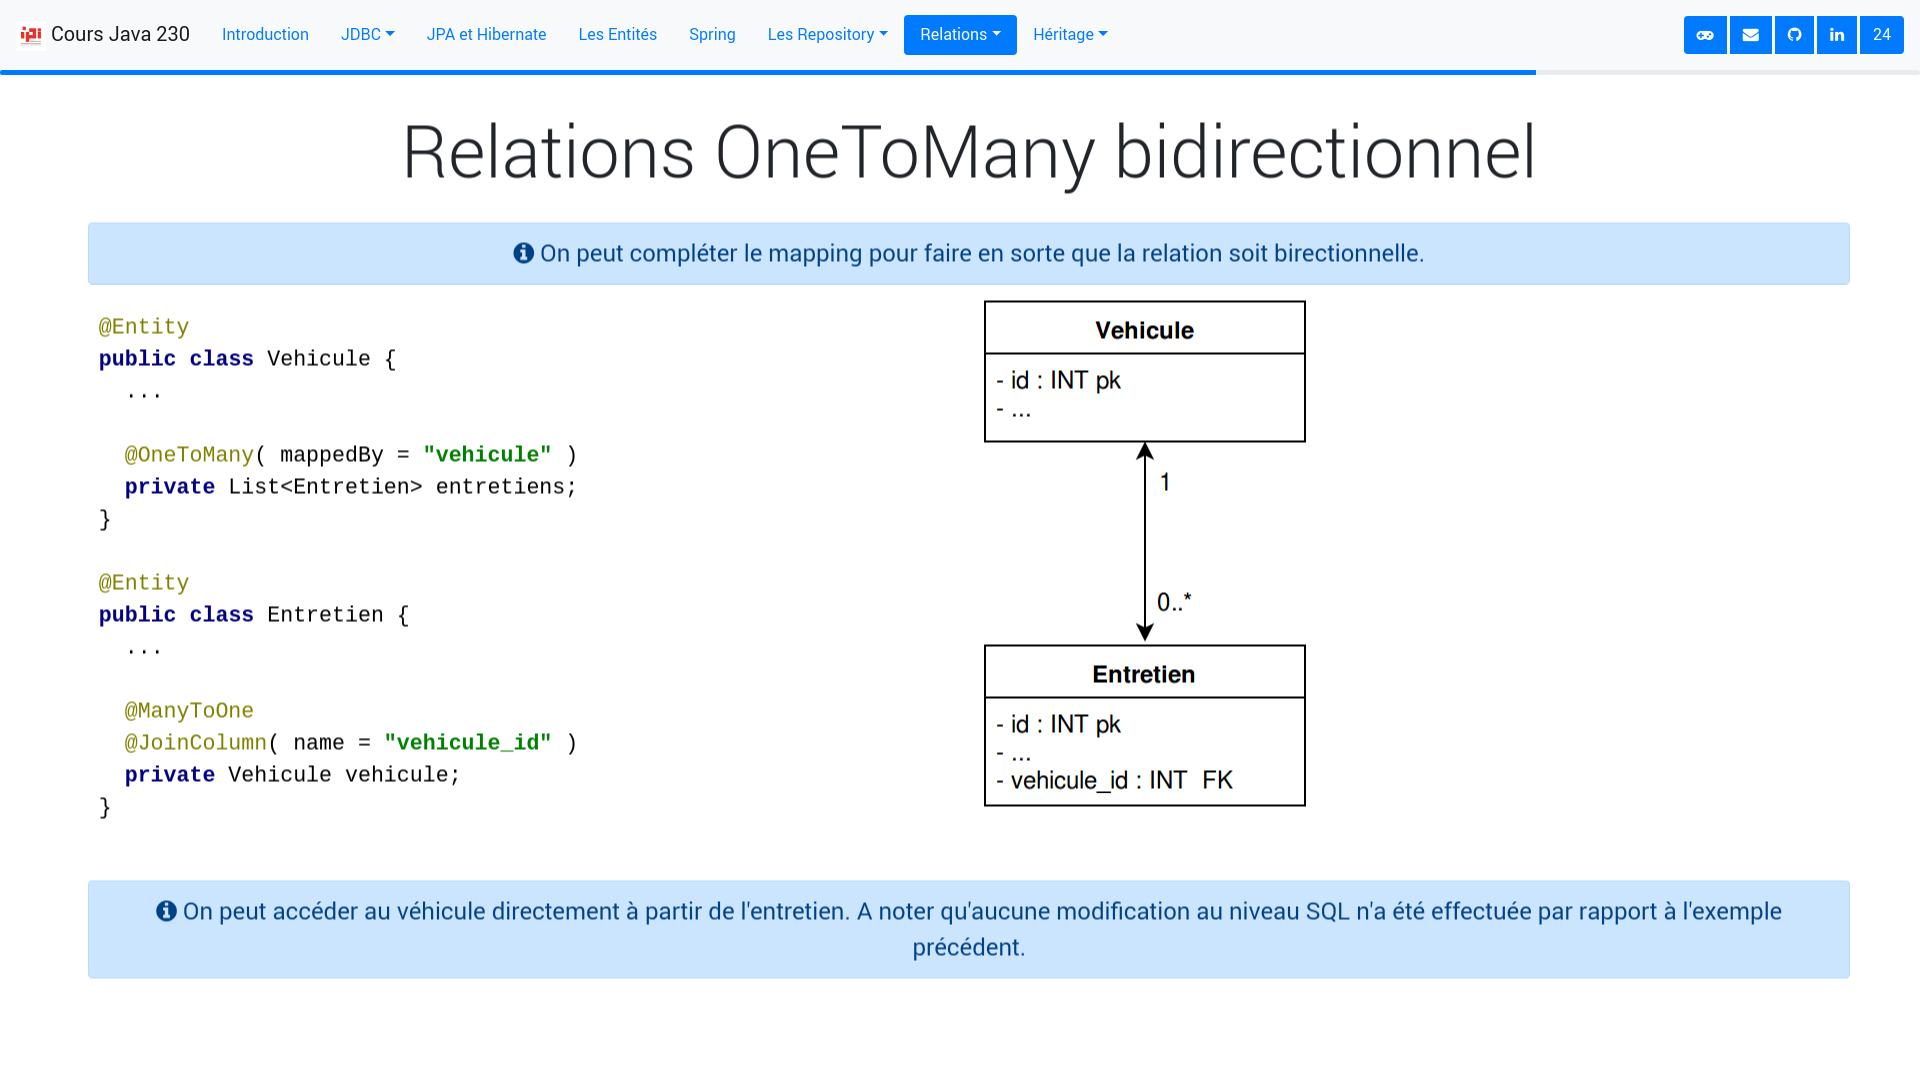 ipi Cours Java 230 Introduction JDBC JPA et Hibernate Les Entités Spring Les Repository Relations Héritage 24
Relations OneToMany bidirectionnel
On peut compléter le mapping pour faire en sorte que la relation soit birectionnelle.
@Entity
public class Vehicule {
...
@OneToMany( mappedBy = "vehicule" )
private List<Entretien> entretiens;
}
@Entity
public class Entretien {
...
@ManyToOne
@JoinColumn( name = "vehicule_id" )
private Vehicule vehicule;
}
Vehicule
- id : INT pk
- ...
1
0..*
Entretien
- id : INT pk
- ...
- vehicule_id : INT FK
On peut accéder au véhicule directement à partir de l'entretien. A noter qu'aucune modification au niveau SQL n'a été effectuée par rapport à l'exemple
précédent.